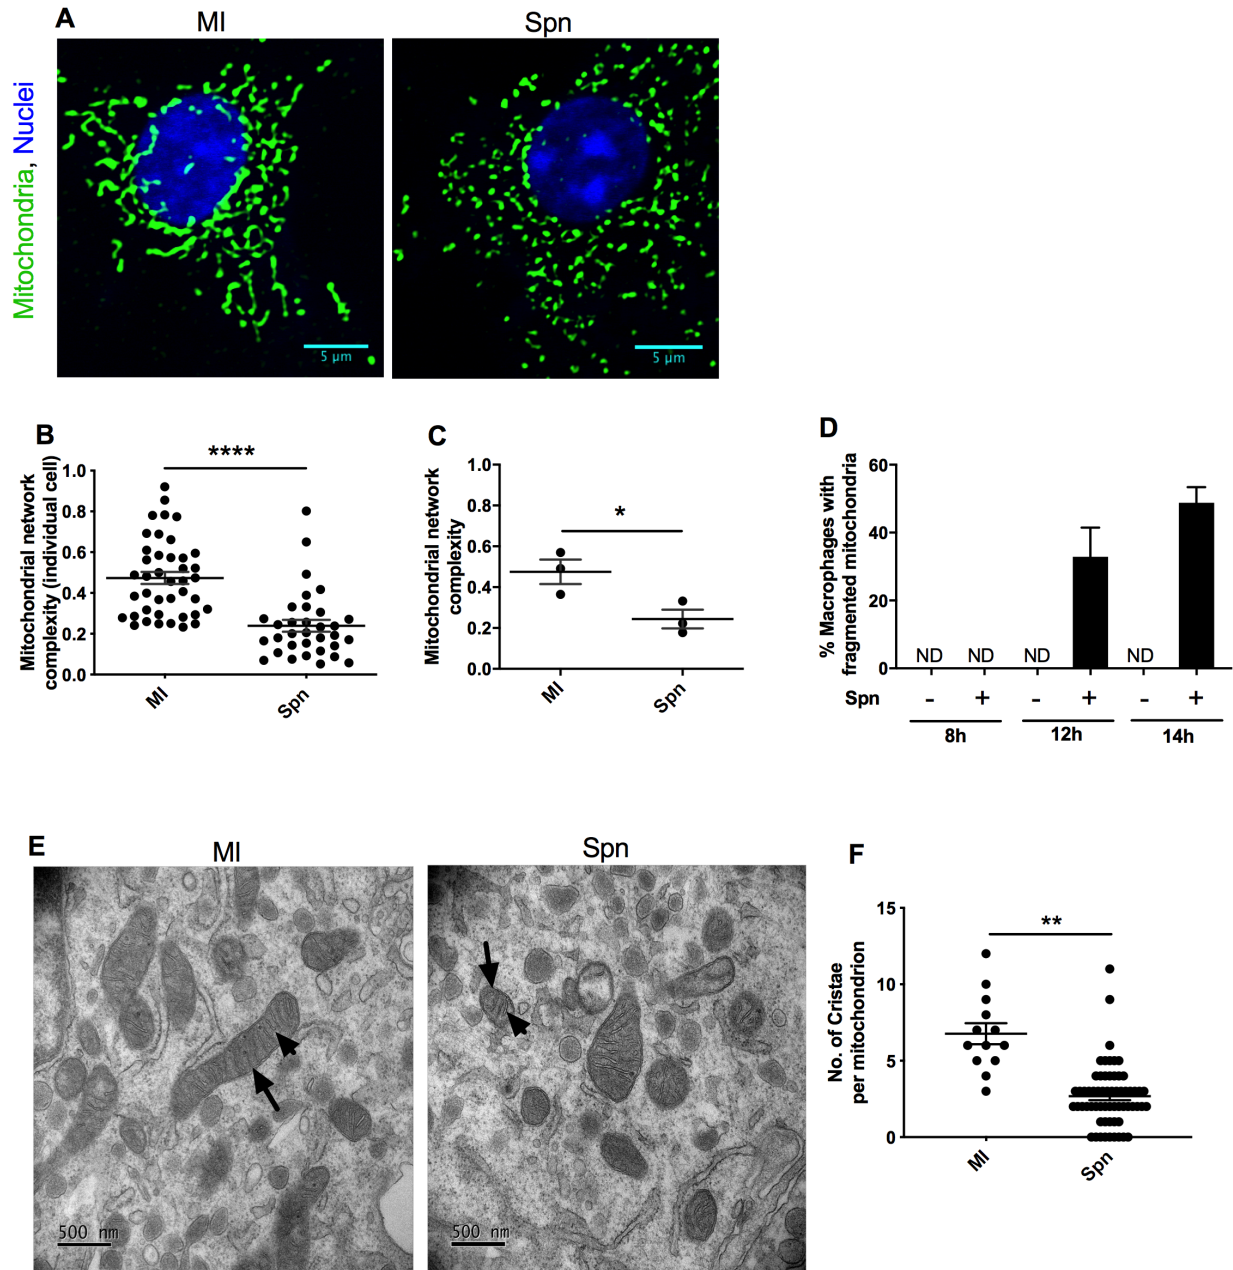 A
MI
Spn
Mitochondria, Nuclei
5 µm
5 µm
B
****
Mitochondrial network
complexity (individual cell)
1.0
0.8
0.6
0.4
0.2
0.0
MI
Spn
C
*
Mitochondrial network
complexity
1.0
0.8
0.6
0.4
0.2
0.0
MI
Spn
D
% Macrophages with
fragmented mitochondria
60
40
20
0
ND
ND
ND
ND
Spn
-
+
-
+
-
+
8h
12h
14h
E
MI
Spn
500 nm
500 nm
F
**
No. of Cristae
per mitochondrion
15
10
5
0
MI
Spn